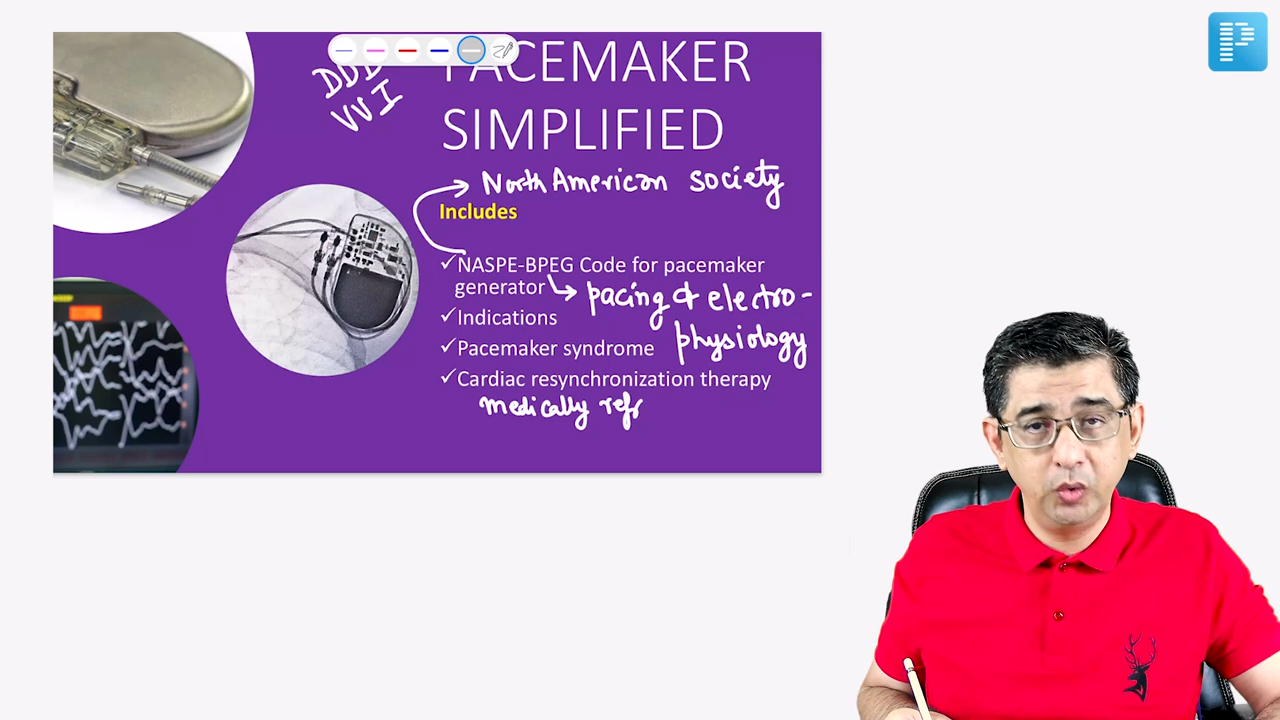 PACEMAKER
SIMPLIFIED
DDD
VVI
North American society
Includes
✓NASPE-BPEG Code for pacemaker
generator
pacing & electro-
physiology
✓Indications
✓Pacemaker syndrome
✓Cardiac resynchronization therapy
medically refr
P